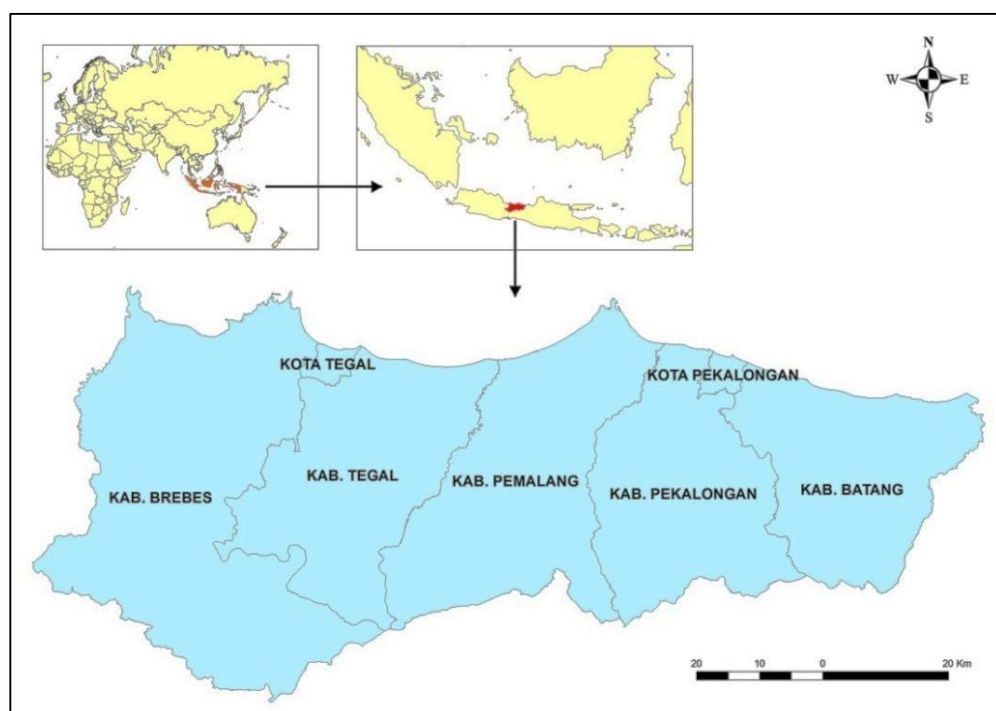 N
W E
S
KOTA TEGAL
KOTA PEKALONGAN
KAB. BREBES
KAB. TEGAL
KAB. PEMALANG
KAB. PEKALONGAN
KAB. BATANG
20 10 0 20 Km